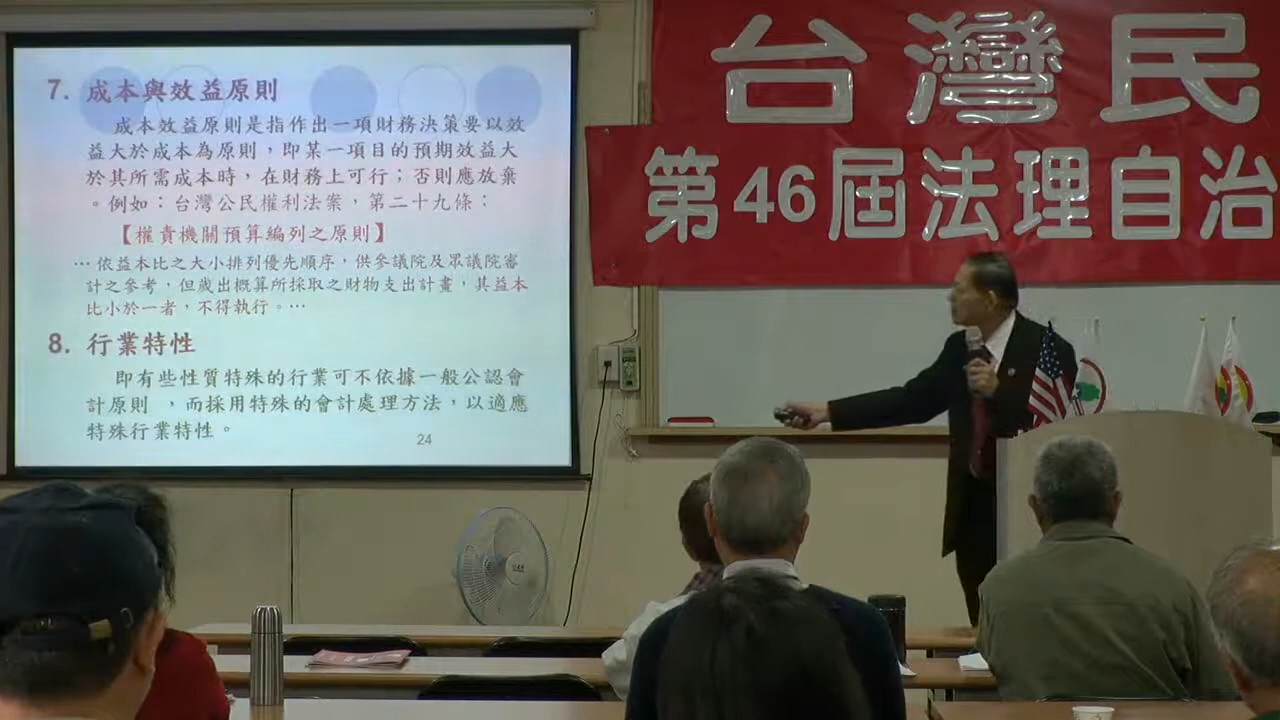 7. 成本與效益原則
成本效益原則是指作出一項財務決策要以效
益大於成本為原則，即某一項目的預期效益大
於其所需成本時，在財務上可行；否則應放棄
。例如：台灣公民權利法案，第二十九條：
【權責機關預算編列之原則】
…依益本比之大小排列優先順序，供參議院及眾議院審
計之參考，但歲出概算所採取之財物支出計畫，其益本
比小於一者，不得執行。…
8. 行業特性
即有些性質特殊的行業可不依據一般公認會
計原則 ，而採用特殊的會計處理方法，以適應
特殊行業特性。
24
台灣民
第46屆法理自治